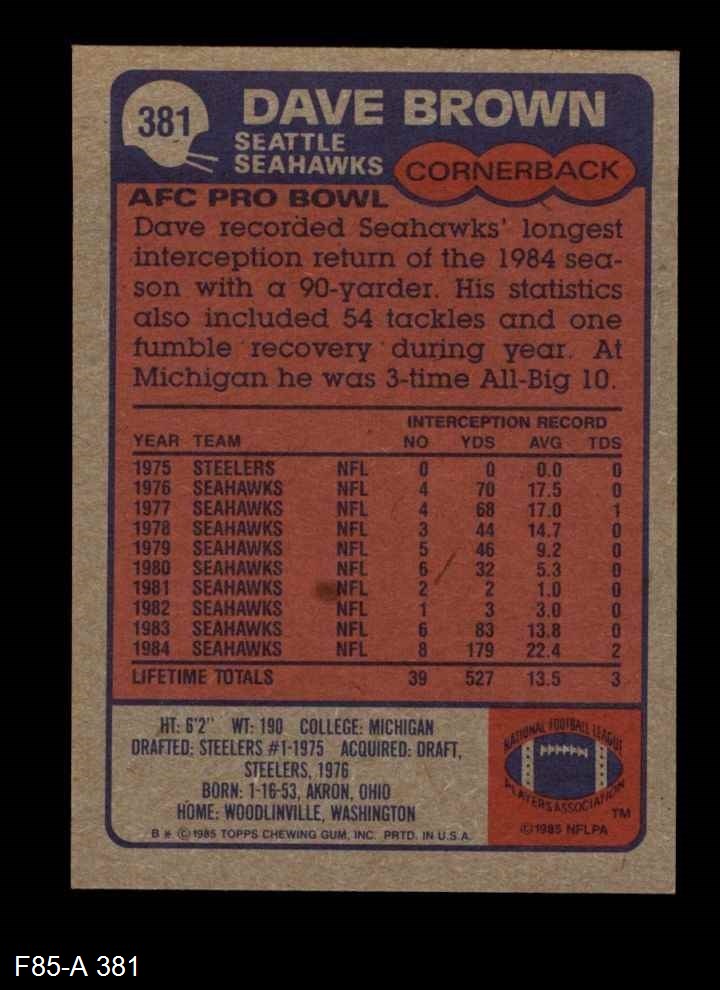 381
DAVE BROWN
SEATTLE
SEAHAWKS
CORNERBACK
AFC PRO BOWL
Dave recorded Seahawks' longest
interception return of the 1984 sea-
son with a 90-yarder. His statistics
also included 54 tackles and one
fumble recovery during year. At
Michigan he was 3-time All-Big 10.
INTERCEPTION RECORD
YEAR TEAM NO YDS AVG TDS
1975 STEELERS NFL 0 0 0.0 0
1976 SEAHAWKS NFL 4 70 17.5 0
1977 SEAHAWKS NFL 4 68 17.0 1
1978 SEAHAWKS NFL 3 44 14.7 0
1979 SEAHAWKS NFL 5 46 9.2 0
1980 SEAHAWKS NFL 6 32 5.3 0
1981 SEAHAWKS NFL 2 2 1.0 0
1982 SEAHAWKS NFL 1 3 3.0 0
1983 SEAHAWKS NFL 6 83 13.8 0
1984 SEAHAWKS NFL 8 179 22.4 2
LIFETIME TOTALS 39 527 13.5 3
HT: 6'2" WT: 190 COLLEGE: MICHIGAN
DRAFTED: STEELERS #1-1975 ACQUIRED: DRAFT,
STEELERS, 1976
BORN: 1-16-53, AKRON, OHIO
HOME: WOODLINVILLE, WASHINGTON
B * © 1985 TOPPS CHEWING GUM, INC. PRTD. IN U.S.A.
NATIONAL FOOTBALL LEAGUE
PLAYERS ASSOCIATION
TM
© 1985 NFLPA
F85-A 381